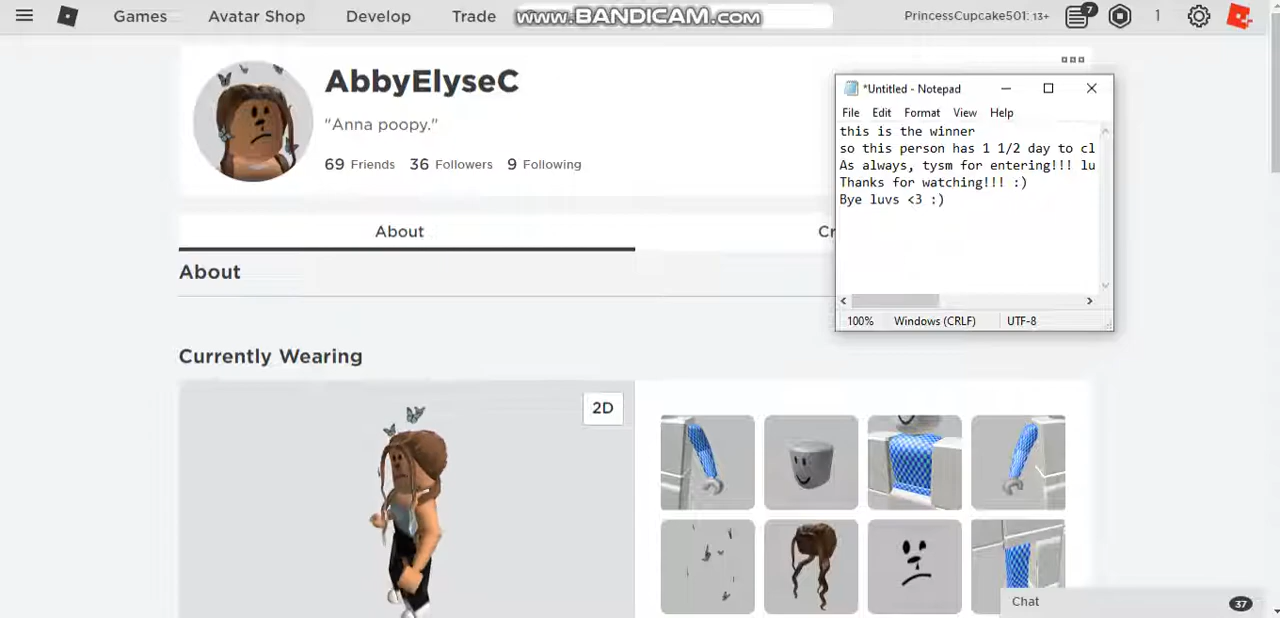 Games
Avatar Shop
Develop
Trade
www.BANDICAM.com
PrincessCupcake501: 13+
7
1
AbbyElyseC
"Anna poopy."
69 Friends
36 Followers
9 Following
*Untitled - Notepad
File Edit Format View Help
this is the winner
so this person has 1 1/2 day to cl
As always, tysm for entering!!! lu
Thanks for watching!!! :)
Bye luvs <3 :)
100%
Windows (CRLF)
UTF-8
About
Cr
About
Currently Wearing
2D
Chat
37